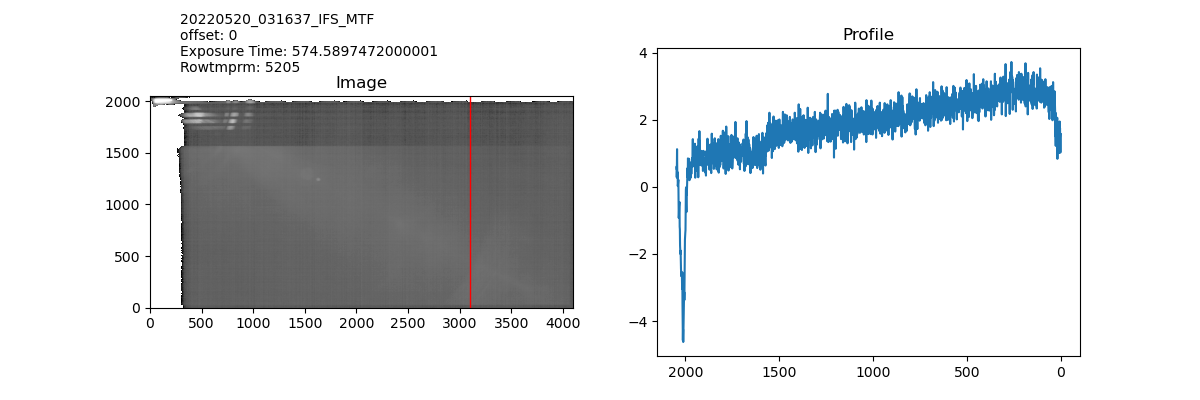 20220520_031637_IFS_MTF
offset: 0
Exposure Time: 574.5897472000001
Rowtmprm: 5205
Image
2000
1500
1000
500
0
0 500 1000 1500 2000 2500 3000 3500 4000
Profile
4
2
0
−2
−4
2000 1500 1000 500 0